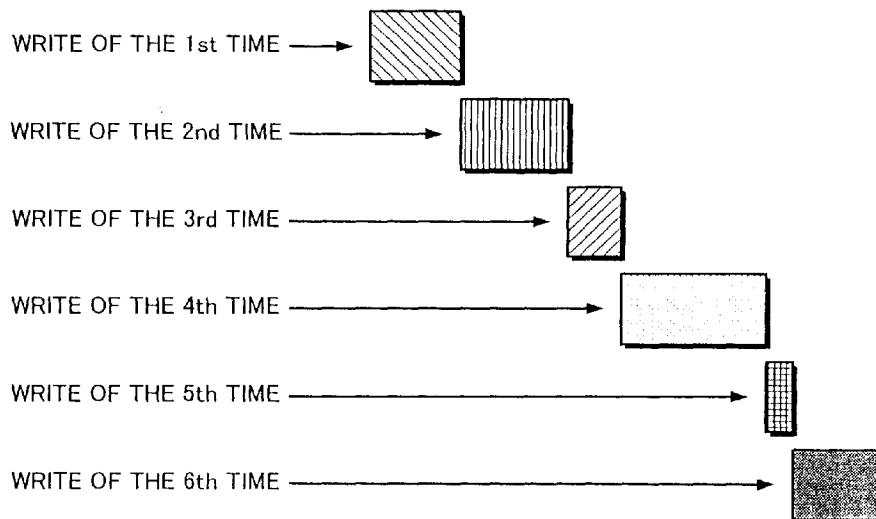 WRITE OF THE 1st TIME
WRITE OF THE 2nd TIME
WRITE OF THE 3rd TIME
WRITE OF THE 4th TIME
WRITE OF THE 5th TIME
WRITE OF THE 6th TIME